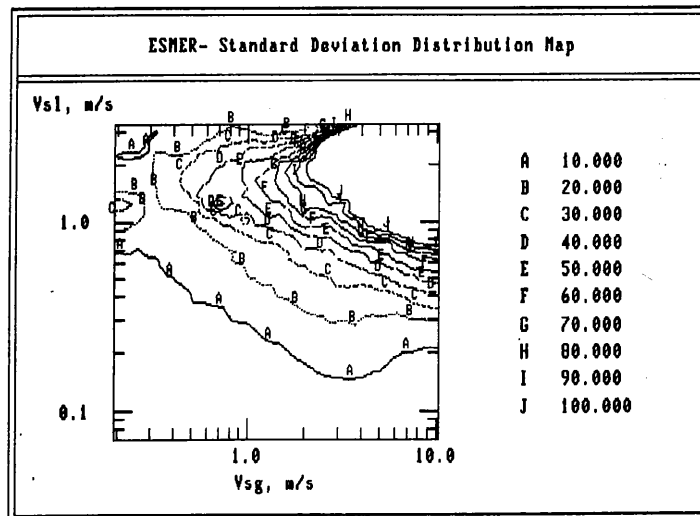 ESMER- Standard Deviation Distribution Map
Vsl, m/s
A 10.000
B 20.000
C 30.000
D 40.000
E 50.000
F 60.000
G 70.000
H 80.000
I 90.000
J 100.000
1.0
0.1
1.0 10.0
Vsg, m/s